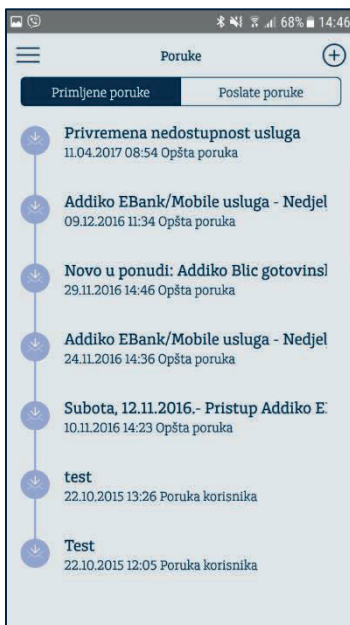 68% 14:46
Poruke
Primljene poruke Poslate poruke
Privremena nedostupnost usluga
11.04.2017 08:54 Opšta poruka
Addiko EBank/Mobile usluga - Nedjel
09.12.2016 11:34 Opšta poruka
Novo u ponudi: Addiko Blic gotovinsl
29.11.2016 14:46 Opšta poruka
Addiko EBank/Mobile usluga - Nedjel
24.11.2016 14:36 Opšta poruka
Subota, 12.11.2016.- Pristup Addiko E
10.11.2016 14:23 Opšta poruka
test
22.10.2015 13:26 Poruka korisnika
Test
22.10.2015 12:05 Poruka korisnika